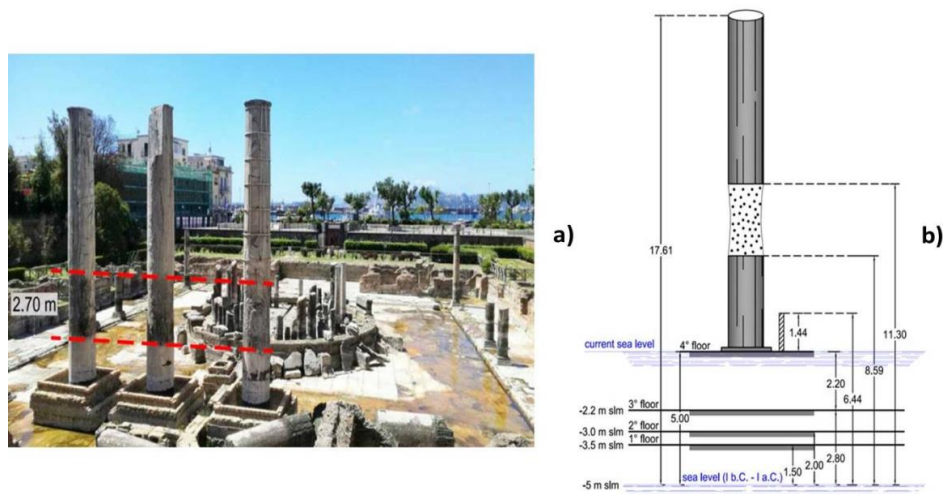 2.70 m
a)
b)
17.61
11.30
1.44
current sea level
4° floor
8.59
2.20
6.44
3° floor
-2.2 m slm
5.00
2° floor
-3.0 m slm
1° floor
-3.5 m slm
2.80
2.00
1.50
sea level (I b.C. - I a.C.)
-5 m slm